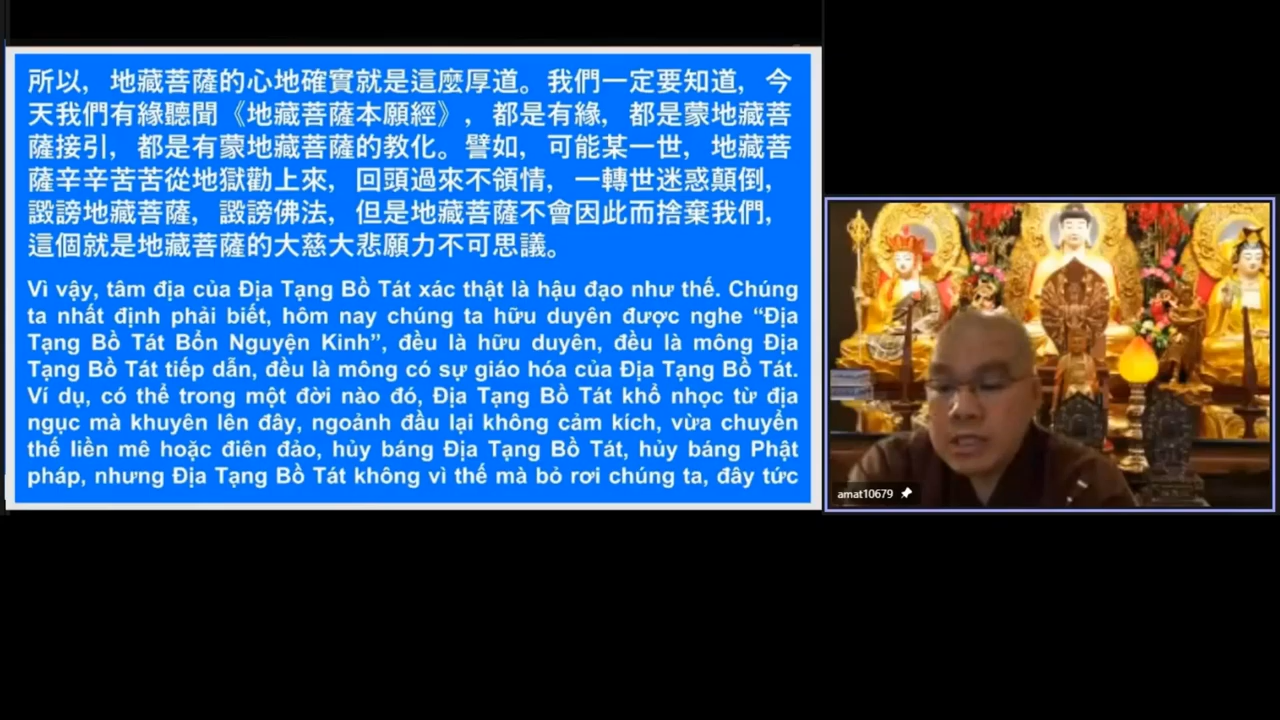 所以，地藏菩薩的心地確實就是這麼厚道。我們一定要知道，今
天我們有緣聽聞《地藏菩薩本願經》，都是有緣，都是蒙地藏菩
薩接引，都是有蒙地藏菩薩的教化。譬如，可能某一世，地藏菩
薩辛辛苦苦從地獄勸上來，回頭過來不領情，一轉世迷惑顛倒，
譭謗地藏菩薩，譭謗佛法，但是地藏菩薩不會因此而捨棄我們，
這個就是地藏菩薩的大慈大悲願力不可思議。
Vì vậy, tâm địa của Địa Tạng Bồ Tát xác thật là hậu đạo như thế. Chúng
ta nhất định phải biết, hôm nay chúng ta hữu duyên được nghe “Địa
Tạng Bồ Tát Bổn Nguyện Kinh”, đều là hữu duyên, đều là mông Địa
Tạng Bồ Tát tiếp dẫn, đều là mông có sự giáo hóa của Địa Tạng Bồ Tát.
Ví dụ, có thể trong một đời nào đó, Địa Tạng Bồ Tát khổ nhọc từ địa
ngục mà khuyên lên đây, ngoảnh đầu lại không cảm kích, vừa chuyển
thế liền mê hoặc điên đảo, hủy báng Địa Tạng Bồ Tát, hủy báng Phật
pháp, nhưng Địa Tạng Bồ Tát không vì thế mà bỏ rơi chúng ta, đây tức
amat10679